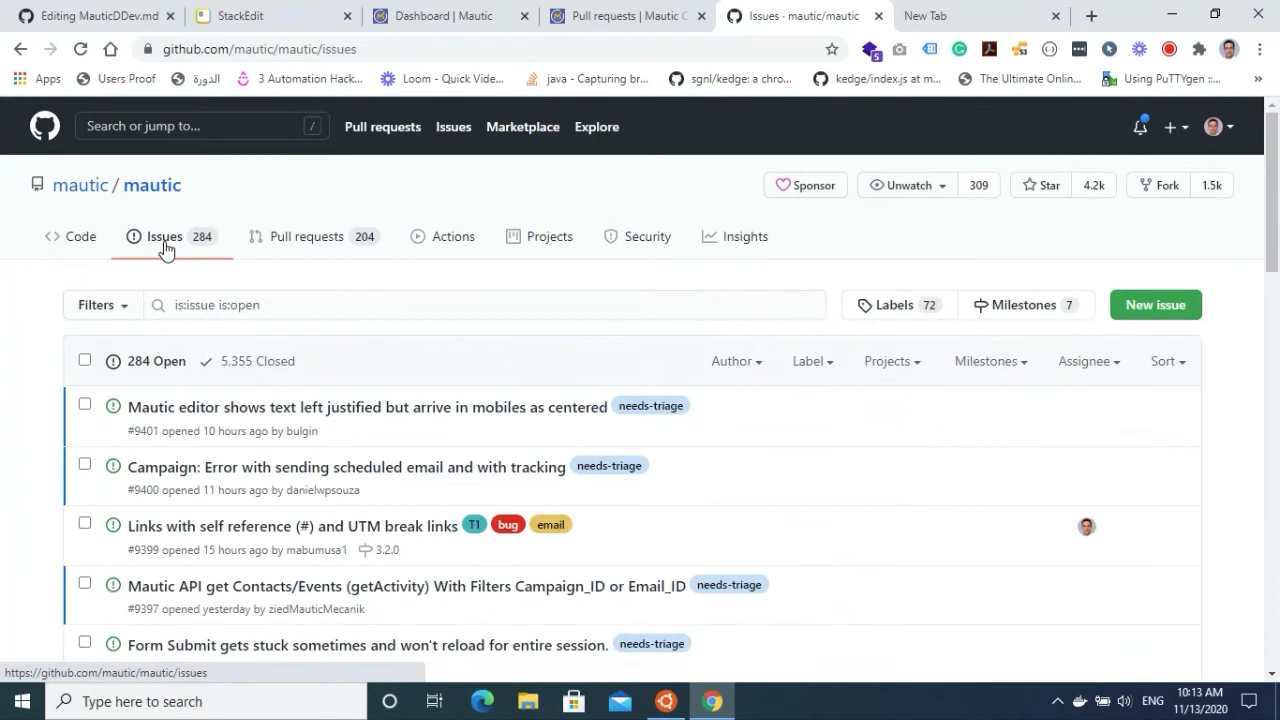 Editing MauticDDev.md
StackEdit
Dashboard | Mautic
Pull requests | Mautic C
Issues · mautic/mautic
New Tab
github.com/mautic/mautic/issues
5
Apps
Users Proof
الدورة
3 Automation Hack...
Loom - Quick Vide...
java - Capturing br...
sgnl/kedge: a chro...
kedge/index.js at m...
The Ultimate Onlin...
Using PuTTYgen ::...
»
Search or jump to...
/
Pull requests
Issues
Marketplace
Explore
mautic / mautic
Sponsor
Unwatch
309
Star
4.2k
Fork
1.5k
Code
Issues 284
Pull requests 204
Actions
Projects
Security
Insights
Filters
is:issue is:open
Labels 72
Milestones 7
New issue
284 Open
5,355 Closed
Author
Label
Projects
Milestones
Assignee
Sort
Mautic editor shows text left justified but arrive in mobiles as centered needs-triage
#9401 opened 10 hours ago by bulgin
Campaign: Error with sending scheduled email and with tracking needs-triage
#9400 opened 11 hours ago by danielwpsouza
Links with self reference (#) and UTM break links T1 bug email
#9399 opened 15 hours ago by mabumusa1 3.2.0
Mautic API get Contacts/Events (getActivity) With Filters Campaign_ID or Email_ID needs-triage
#9397 opened yesterday by ziedMauticMecanik
Form Submit gets stuck sometimes and won't reload for entire session. needs-triage
https://github.com/mautic/mautic/issues
Type here to search
ENG
10:13 AM
11/13/2020